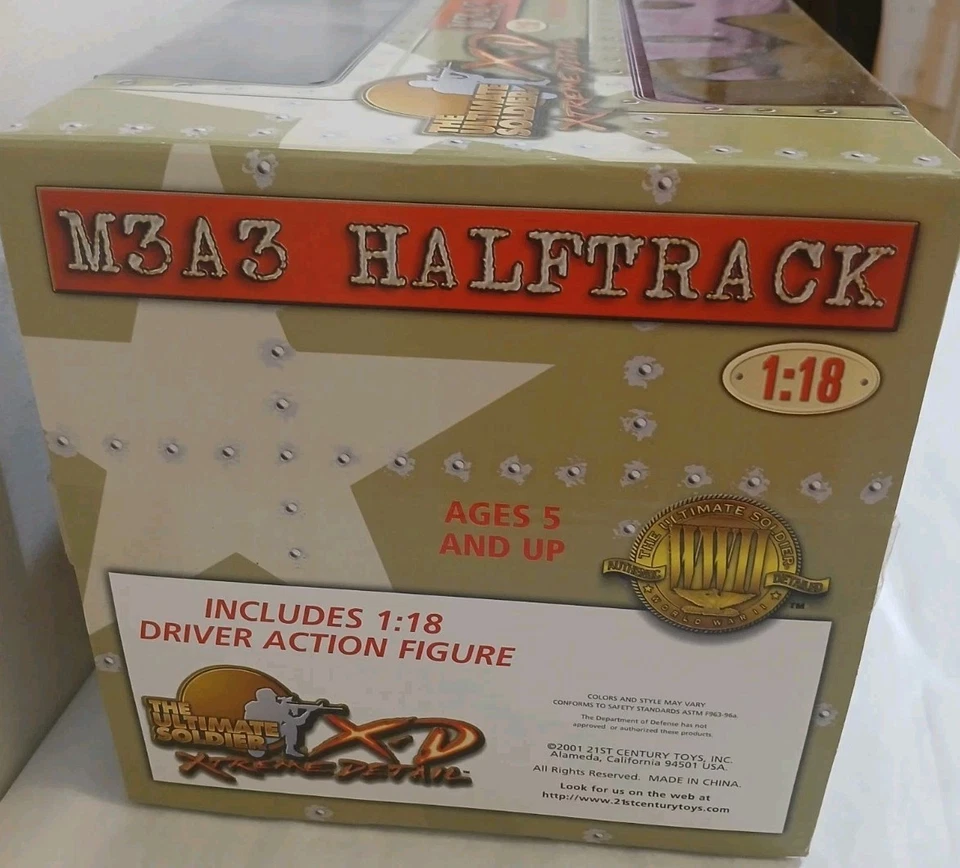 THE
ULTIMATE
SOLDIER
X-D
XTREME DETAIL
M3A3 HALFTRACK
1:18
AGES 5
AND UP
THE ULTIMATE SOLDIER
WWII
AUTHENTIC
DETAILED
WORLD WAR II
TM
INCLUDES 1:18
DRIVER ACTION FIGURE
THE
ULTIMATE
SOLDIER
X-D
XTREME DETAIL
COLORS AND STYLE MAY VARY
CONFORMS TO SAFETY STANDARDS ASTM F963-96a.
The Department of Defense has not
approved or authorized these products.
©2001 21ST CENTURY TOYS, INC.
Alameda, California 94501 USA.
All Rights Reserved. MADE IN CHINA.
Look for us on the web at
http://www.21stcenturytoys.com